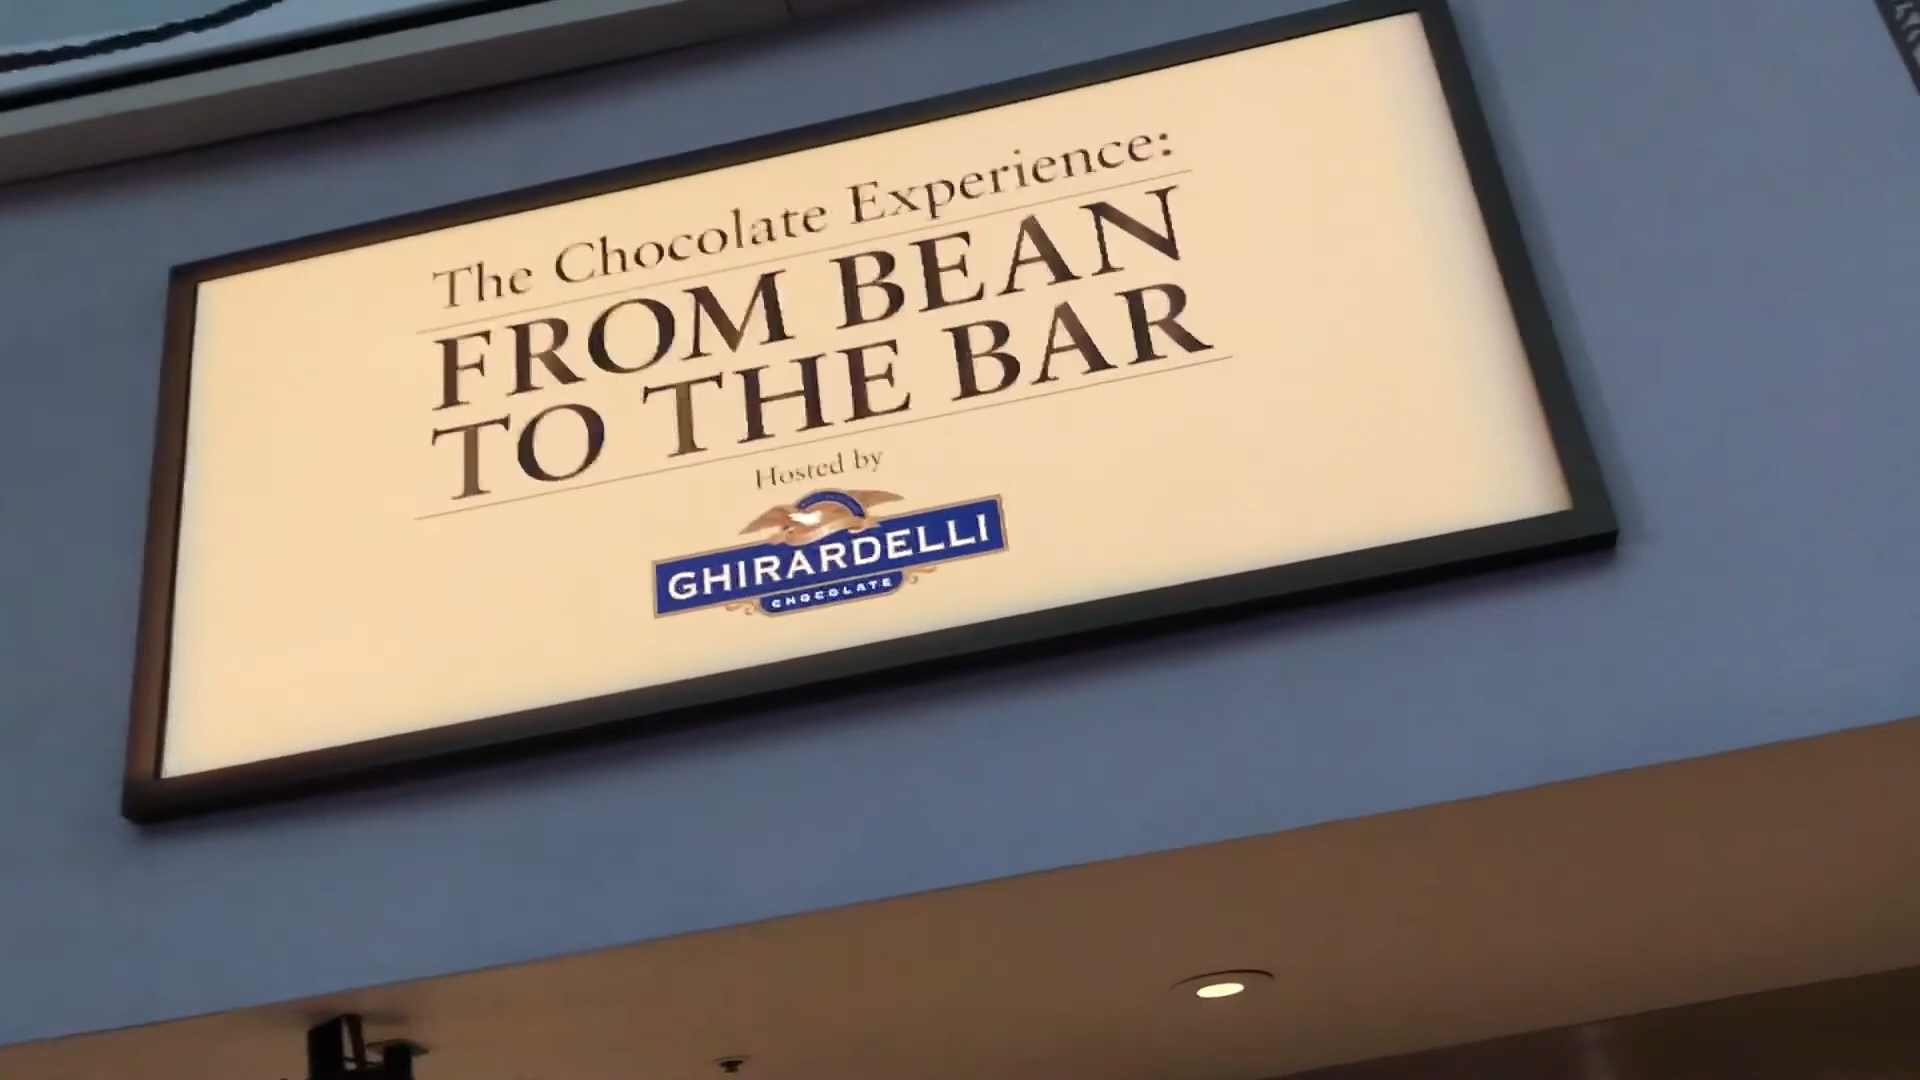 The Chocolate Experience:
FROM BEAN
TO THE BAR
Hosted by
GHIRARDELLI
CHOCOLATE